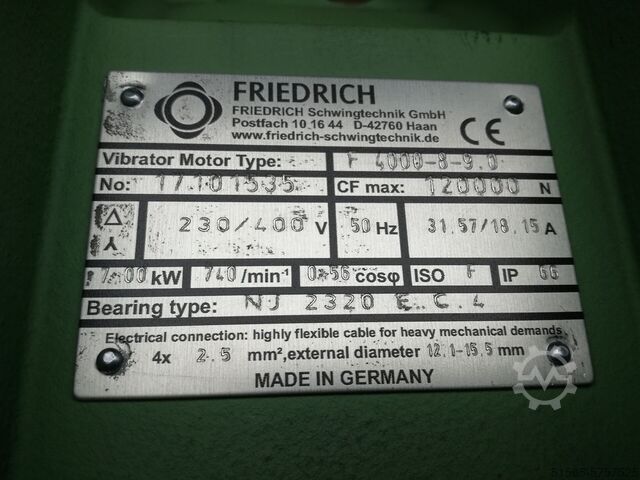 FRIEDRICH
FRIEDRICH Schwingtechnik GmbH
Postfach 10 16 44 D-42760 Haan
www.friedrich-schwingtechnik.de
CE
Vibrator Motor Type: F 4000-8-9.0
No: 17101535 CF max: 120000 N
230/400 V 50 Hz 31.57/18.15 A
7.00 kW 740 /min-1 0.56 cosφ ISO F IP 66
Bearing type: NJ 2320 E.C.4
Electrical connection: highly flexible cable for heavy mechanical demands
4x 2.5 mm², external diameter 12.1-15.5 mm
MADE IN GERMANY